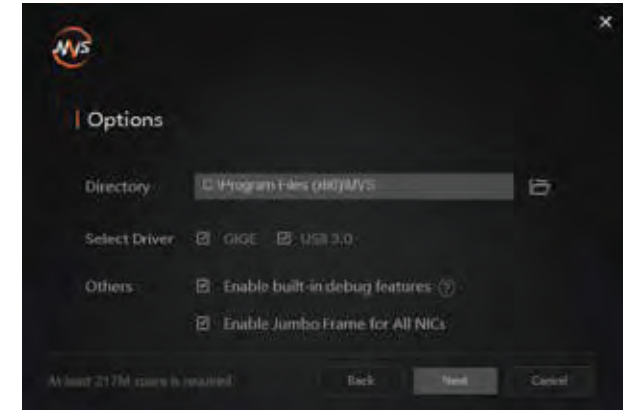 MVS
Options
Directory C:\Program Files (x86)\MVS
Select Driver GIGE USB 3.0
Others Enable built-in debug features ?
Enable Jumbo Frame for All NICs
At least 217M space is required Back Next Cancel